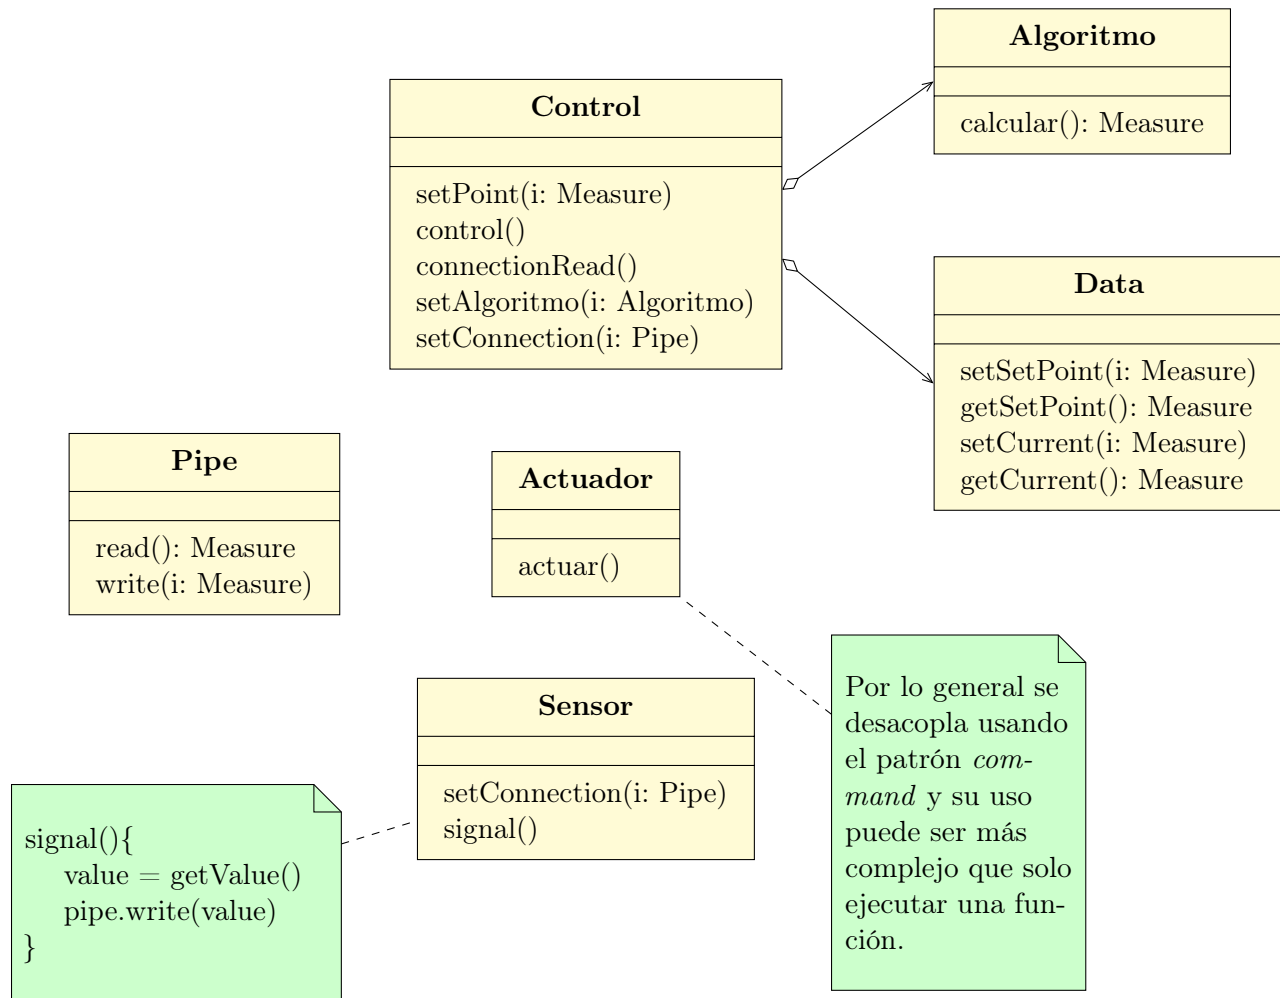 Algoritmo
calcular(): Measure
Control
setPoint(i: Measure)
control()
connectionRead()
setAlgoritmo(i: Algoritmo)
setConnection(i: Pipe)
Data
setSetPoint(i: Measure)
getSetPoint(): Measure
setCurrent(i: Measure)
getCurrent(): Measure
Pipe
read(): Measure
write(i: Measure)
Actuador
actuar()
Sensor
setConnection(i: Pipe)
signal()
Por lo general se
desacopla usando
el patrón com-
mand y su uso
puede ser más
complejo que solo
ejecutar una fun-
ción.
signal(){
value = getValue()
pipe.write(value)
}